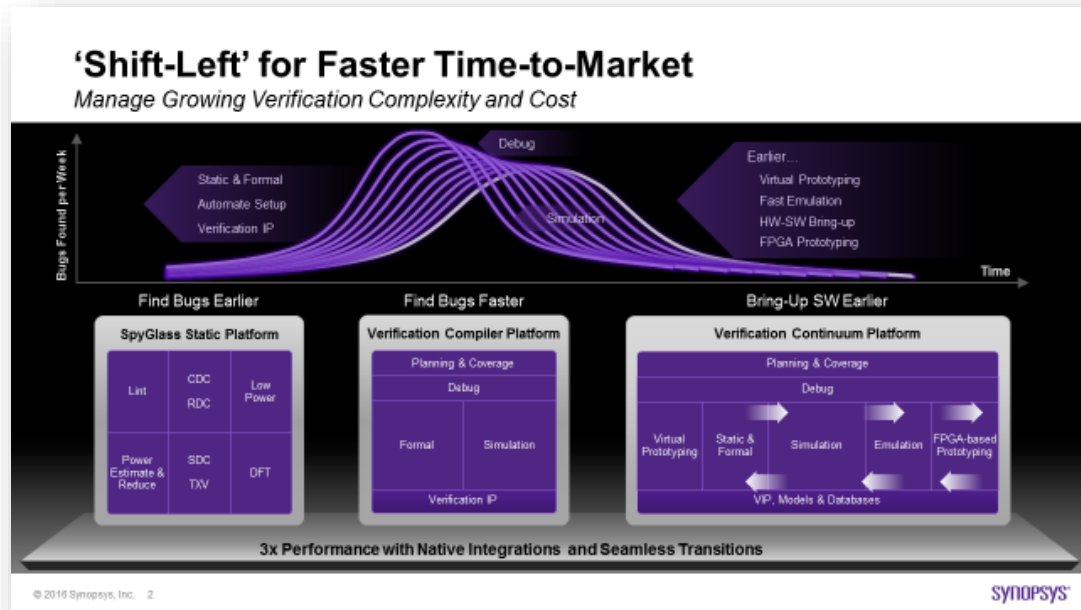 ‘Shift-Left’ for Faster Time-to-Market
Manage Growing Verification Complexity and Cost
Bugs Found per Week
Static & Formal
Automate Setup
Verification IP
Debug
Simulation
Earlier...
Virtual Prototyping
Fast Emulation
HW-SW Bring-up
FPGA Prototyping
Time
Find Bugs Earlier
SpyGlass Static Platform
Lint
CDC
RDC
Low
Power
Power
Estimate &
Reduce
SDC
TXV
DFT
Find Bugs Faster
Verification Compiler Platform
Planning & Coverage
Debug
Formal
Simulation
Verification IP
Bring-Up SW Earlier
Verification Continuum Platform
Planning & Coverage
Debug
Virtual
Prototyping
Static &
Formal
Simulation
Emulation
FPGA-based
Prototyping
VIP, Models & Databases
3x Performance with Native Integrations and Seamless Transitions
© 2016 Synopsys, Inc. 2
SYNOPSYS®